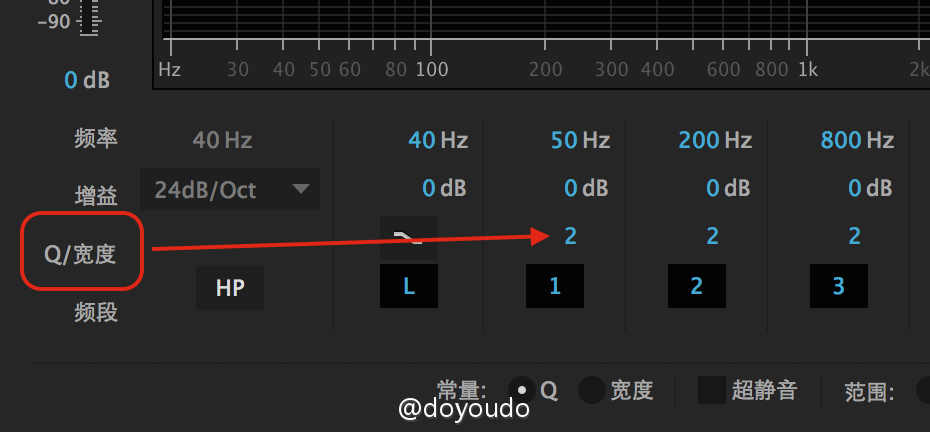 80
-90
0 dB
Hz 30 40 50 60 80 100 200 300 400 600 800 1k 2k
频率 40 Hz 40 Hz 50 Hz 200 Hz 800 Hz
增益 24dB/Oct 0 dB 0 dB 0 dB 0 dB
Q/宽度 2 2 2
频段 HP L 1 2 3
常量: Q 宽度 超静音 范围:
@doyoudo